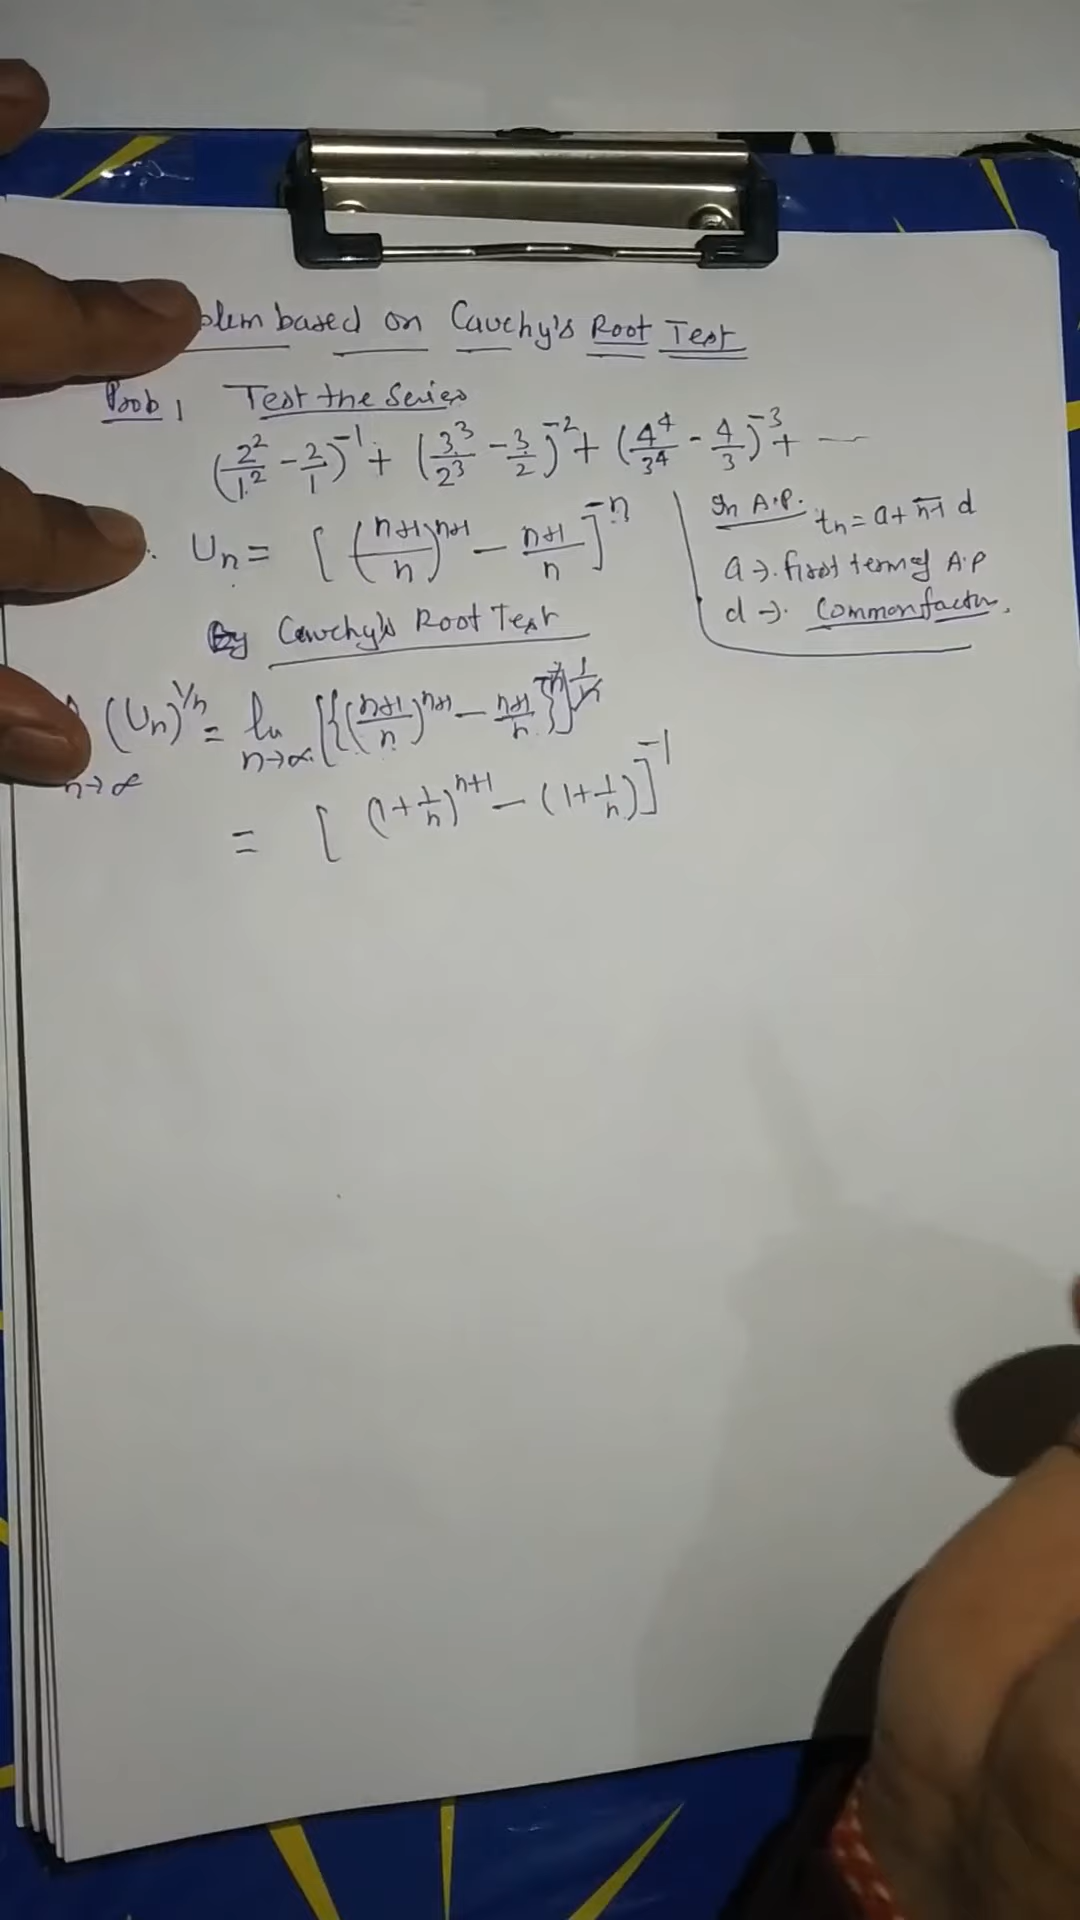 blem based on Cauchy's Root Test
Prob 1 Test the Series
(2²/1² - 2/1)⁻¹ + (3³/2³ - 3/2)⁻² + (4⁴/3⁴ - 4/3)⁻³ + —
Un = [((n+1)/n)ⁿ⁺¹ - (n+1)/n]⁻ⁿ
In A.P. tn = a + n-1 d
a → first term of A.P
d → Common factor.
By Cauchy's Root Test
(Un)^1/n = lim n→∞ [{((n+1)/n)ⁿ⁺¹ - (n+1)/n}⁻ⁿ]^1/n
n→∞
= [(1+1/n)ⁿ⁺¹ - (1+1/n)]⁻¹